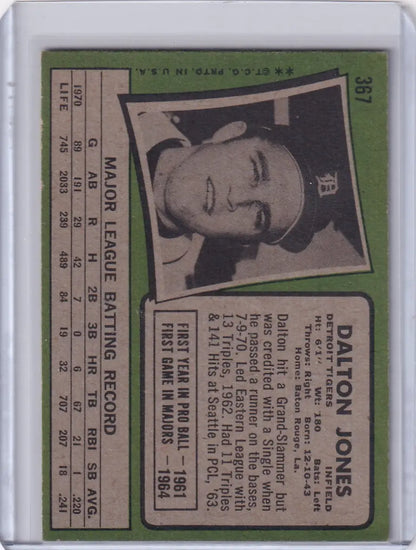 367
**©T.C.G. PRTD. IN U.S.A.
D
DALTON JONES
DETROIT TIGERS INFIELD
Ht: 6'1" Wt: 180 Bats: Left
Throws: Right Born: 12-10-43
Home: Baton Rouge, La.
Dalton hit a Grand-Slammer but
was credited with a Single when
he passed a runner on the bases,
7-9-70. Led Eastern League with
13 Triples, 1962. Had 11 Triples
& 141 Hits at Seattle in PCL, '63.
FIRST YEAR IN PRO BALL — 1961
FIRST GAME IN MAJORS — 1964
MAJOR LEAGUE BATTING RECORD
G AB R H 2B 3B HR TB RBI SB AVG.
1970 89 191 29 42 7 0 6 67 21 1 .220
LIFE 745 2033 239 489 84 19 32 707 207 18 .241